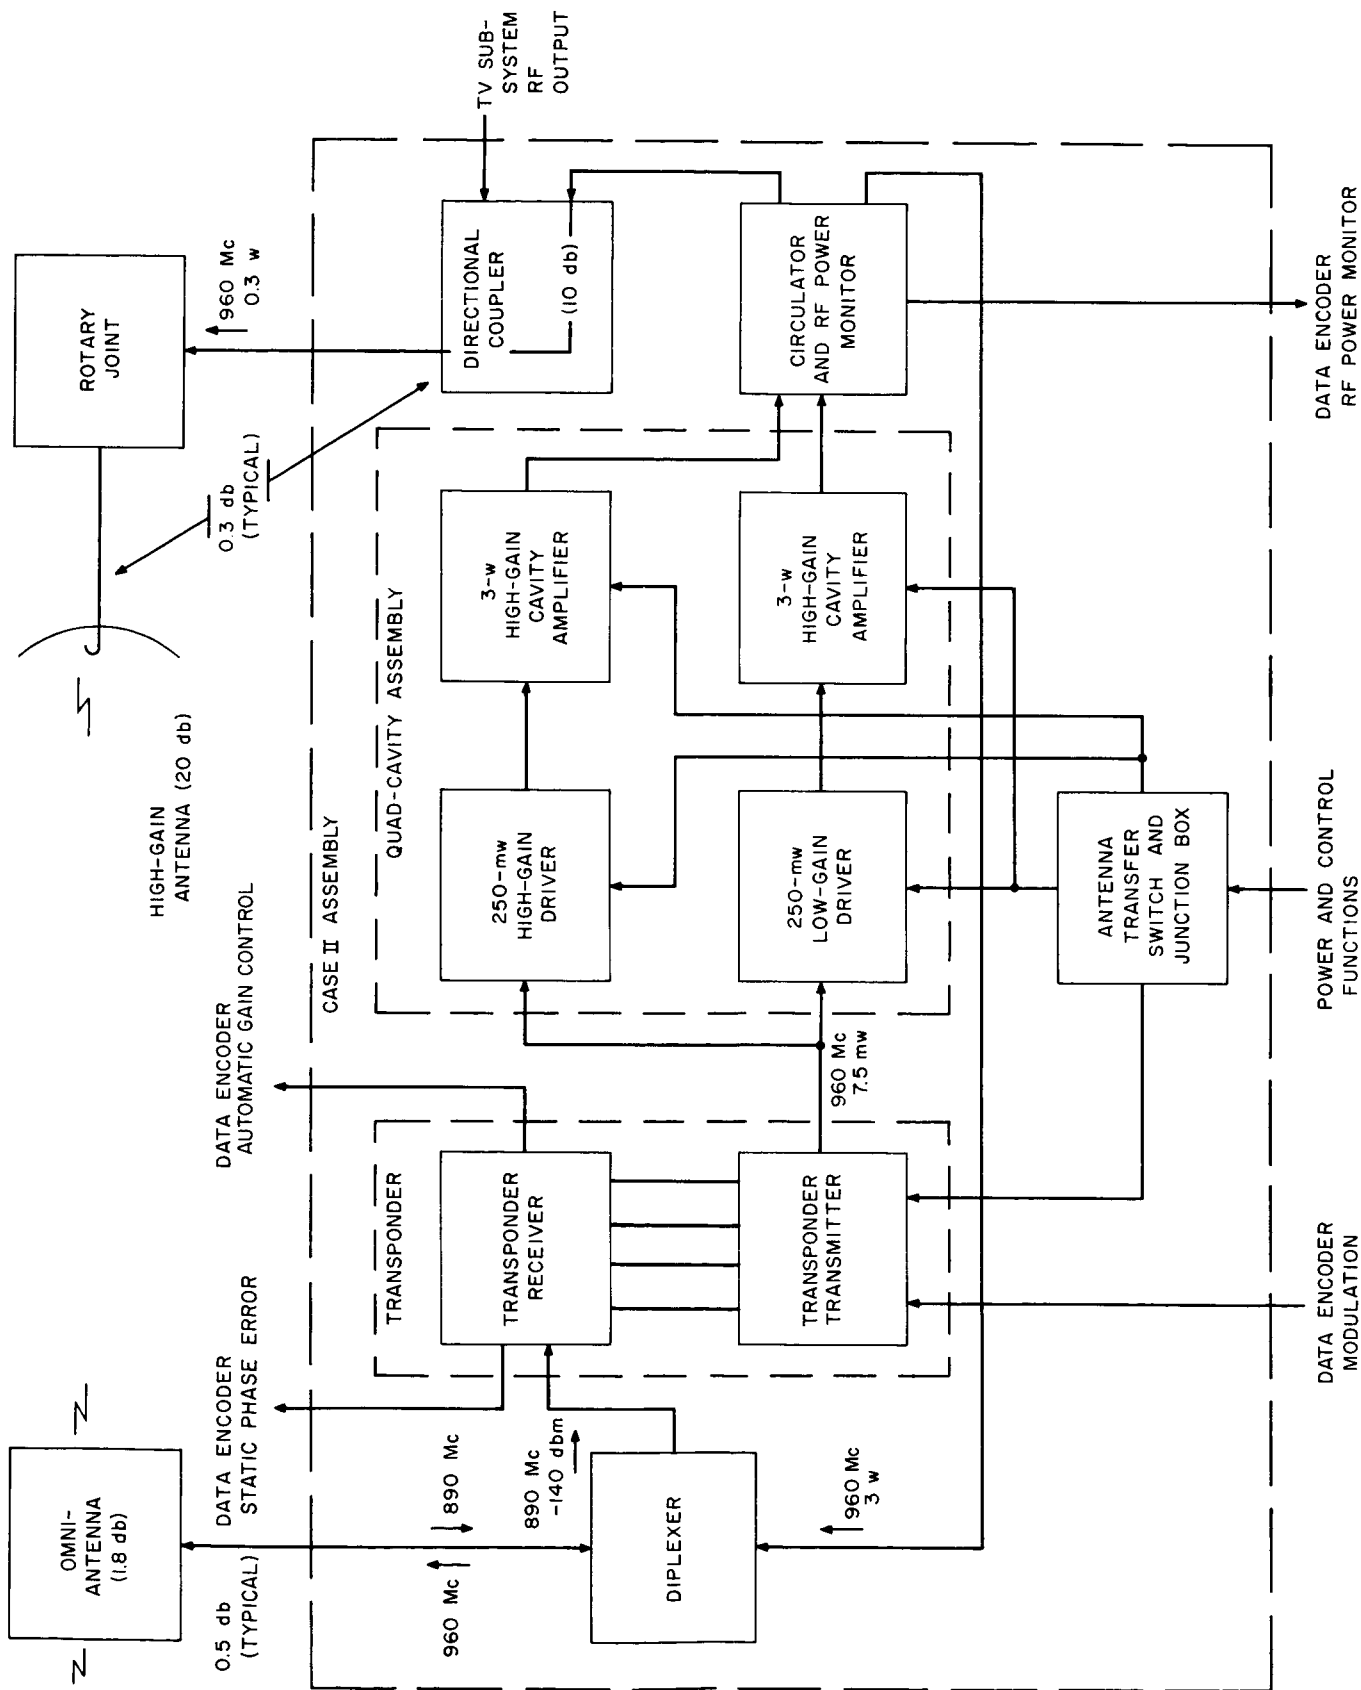 OMNI-
ANTENNA
(1.8 db)
0.5 db
(TYPICAL)
DATA ENCODER
STATIC PHASE ERROR
DATA ENCODER
AUTOMATIC GAIN CONTROL
HIGH-GAIN
ANTENNA (20 db)
0.3 db
(TYPICAL)
ROTARY
JOINT
960 Mc
0.3 w
TV SUB-
SYSTEM
RF
OUTPUT
CASE II ASSEMBLY
960 Mc
890 Mc
890 Mc
-140 dbm
DIPLEXER
960 Mc
3 w
TRANSPONDER
TRANSPONDER
RECEIVER
TRANSPONDER
TRANSMITTER
960 Mc
7.5 mw
QUAD-CAVITY ASSEMBLY
250-mw
HIGH-GAIN
DRIVER
3-w
HIGH-GAIN
CAVITY
AMPLIFIER
250-mw
LOW-GAIN
DRIVER
3-w
HIGH-GAIN
CAVITY
AMPLIFIER
DIRECTIONAL
COUPLER
(10 db)
CIRCULATOR
AND RF POWER
MONITOR
ANTENNA
TRANSFER
SWITCH AND
JUNCTION BOX
DATA ENCODER
MODULATION
POWER AND CONTROL
FUNCTIONS
DATA ENCODER
RF POWER MONITOR